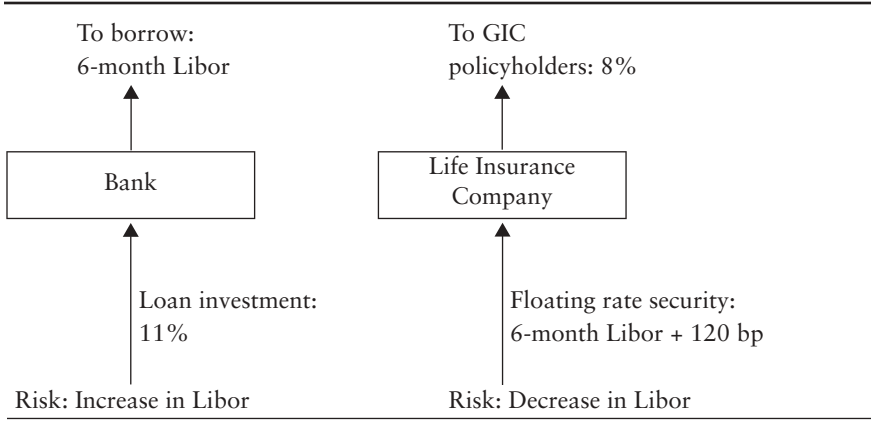 To borrow:
6-month Libor
Bank
Loan investment:
11%
Risk: Increase in Libor
To GIC
policyholders: 8%
Life Insurance
Company
Floating rate security:
6-month Libor + 120 bp
Risk: Decrease in Libor